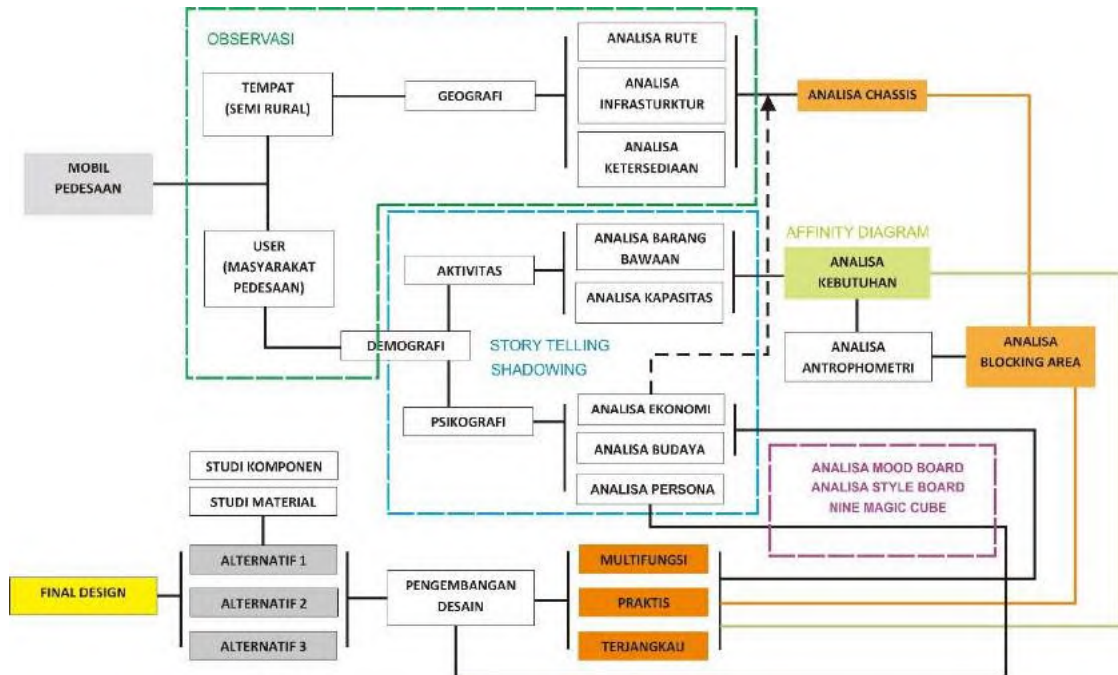 OBSERVASI
ANALISA RUTE
TEMPAT
(SEMI RURAL)
GEOGRAFI
ANALISA
INFRASTURKTUR
ANALISA CHASSIS
ANALISA
KETERSEDIAAN
MOBIL
PEDESAAN
USER
(MASYARAKAT
PEDESAAN)
AKTIVITAS
ANALISA BARANG
BAWAAN
ANALISA KAPASITAS
AFFINITY DIAGRAM
ANALISA
KEBUTUHAN
DEMOGRAFI
STORY TELLING
SHADOWING
ANALISA
ANTROPHOMETRI
ANALISA
BLOCKING AREA
PSIKOGRAFI
ANALISA EKONOMI
ANALISA BUDAYA
ANALISA PERSONA
ANALISA MOOD BOARD
ANALISA STYLE BOARD
NINE MAGIC CUBE
STUDI KOMPONEN
STUDI MATERIAL
FINAL DESIGN
ALTERNATIF 1
ALTERNATIF 2
ALTERNATIF 3
PENGEMBANGAN
DESAIN
MULTIFUNGSI
PRAKTIS
TERJANGKAU